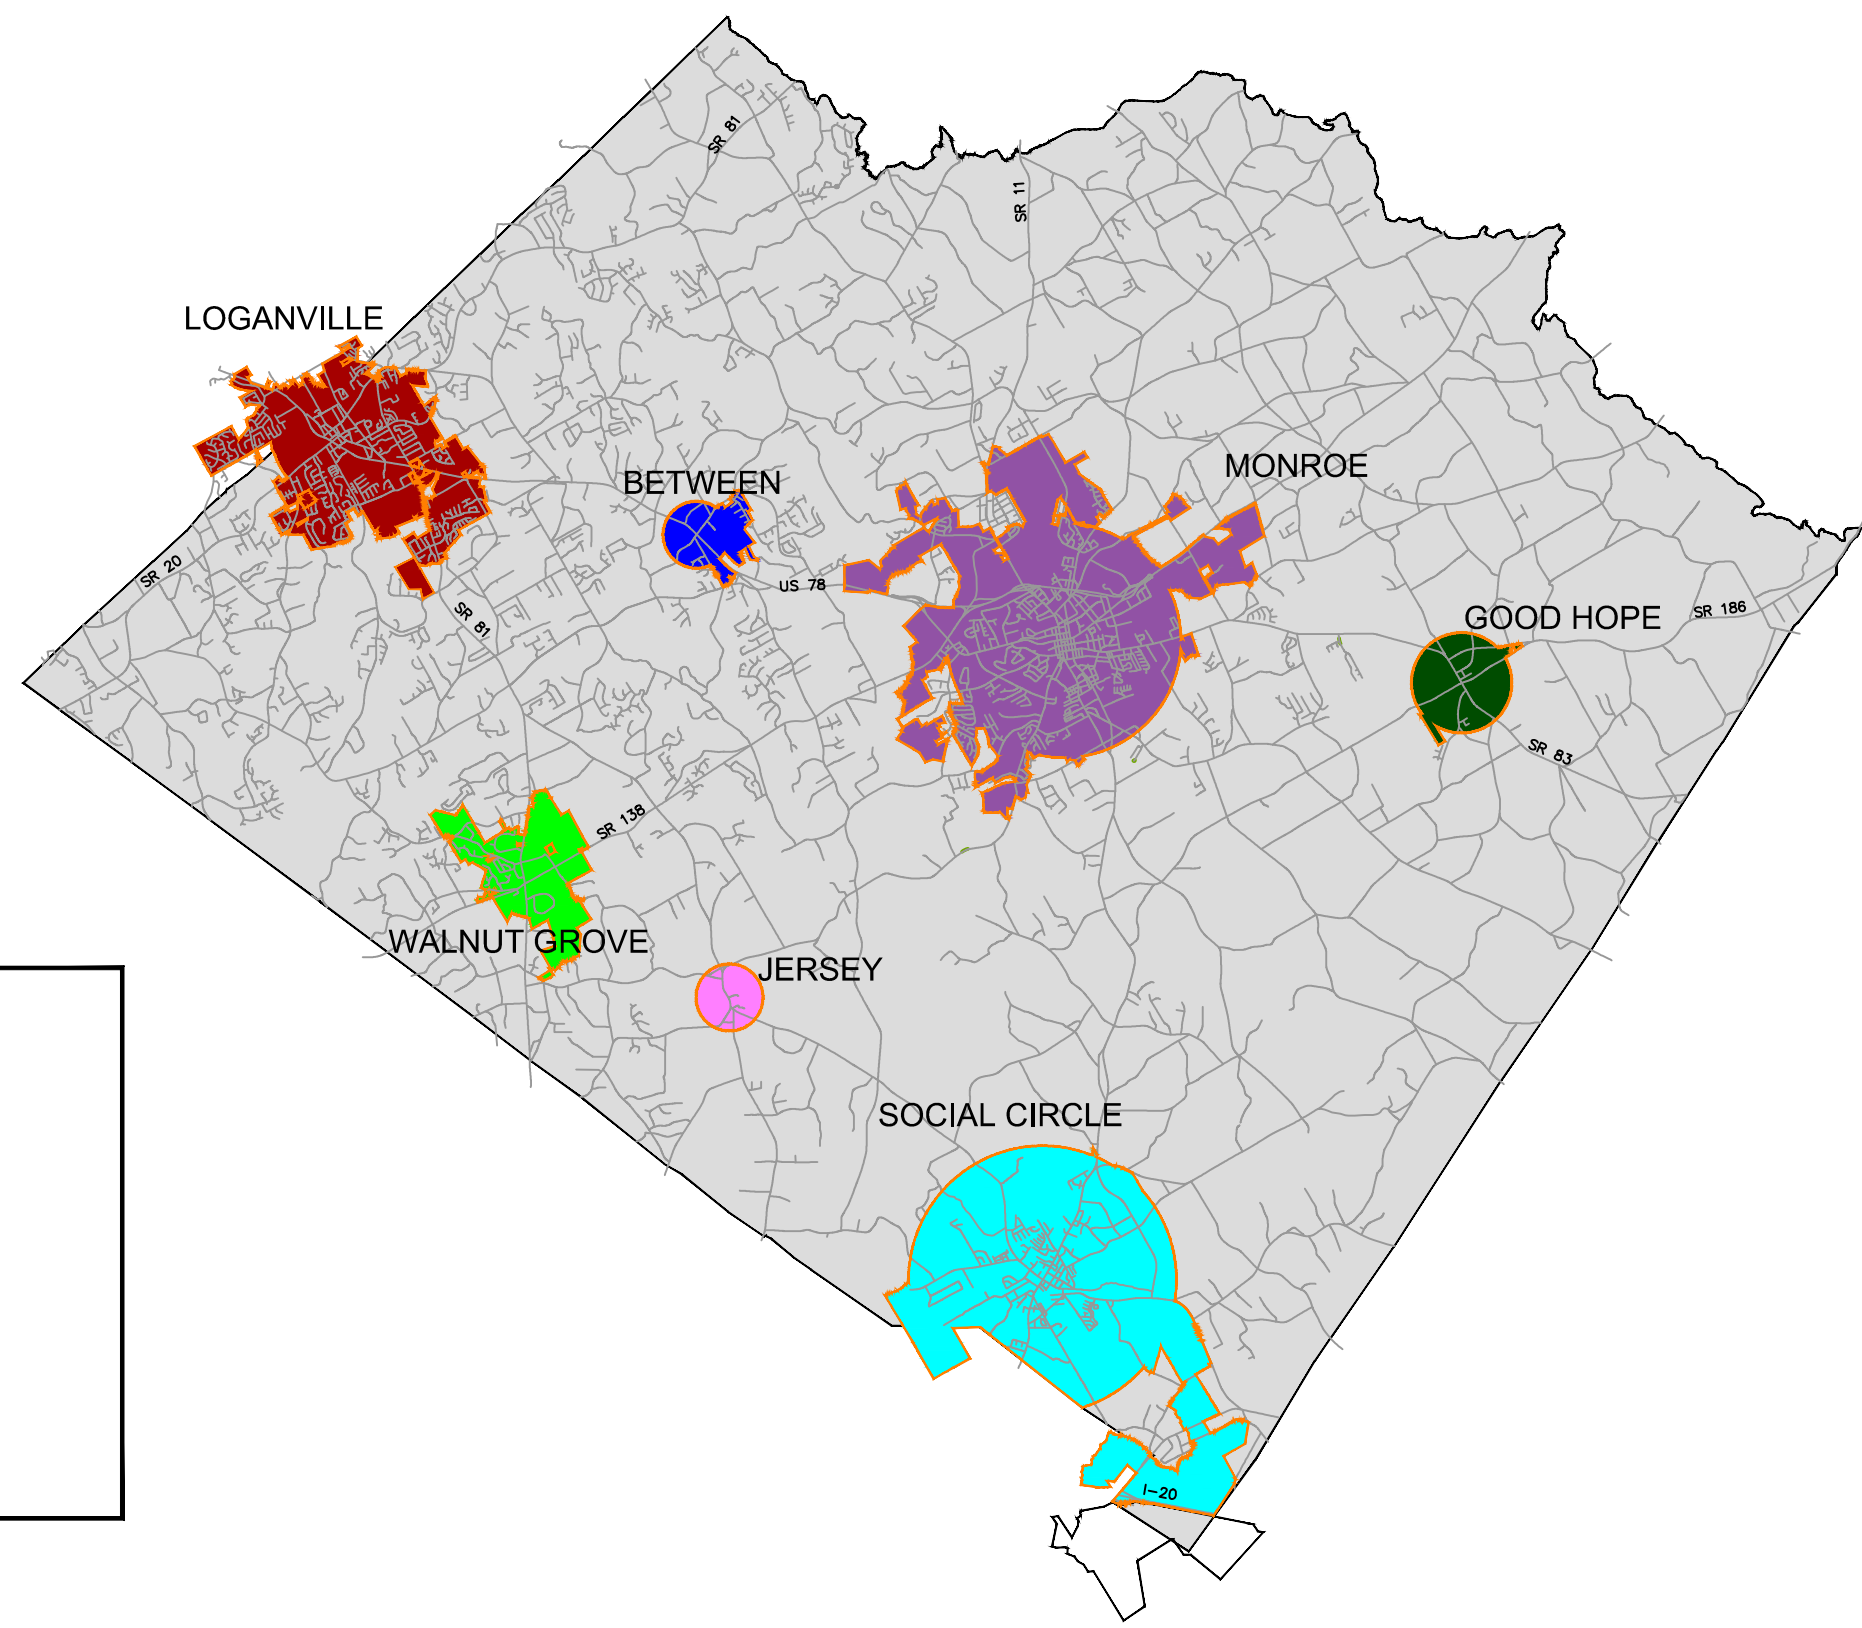 SR 81
SR 11
LOGANVILLE
MONROE
BETWEEN
SR 20
US 78
SR 81
SR 186
GOOD HOPE
SR 83
SR 138
WALNUT GROVE
JERSEY
SOCIAL CIRCLE
I-20